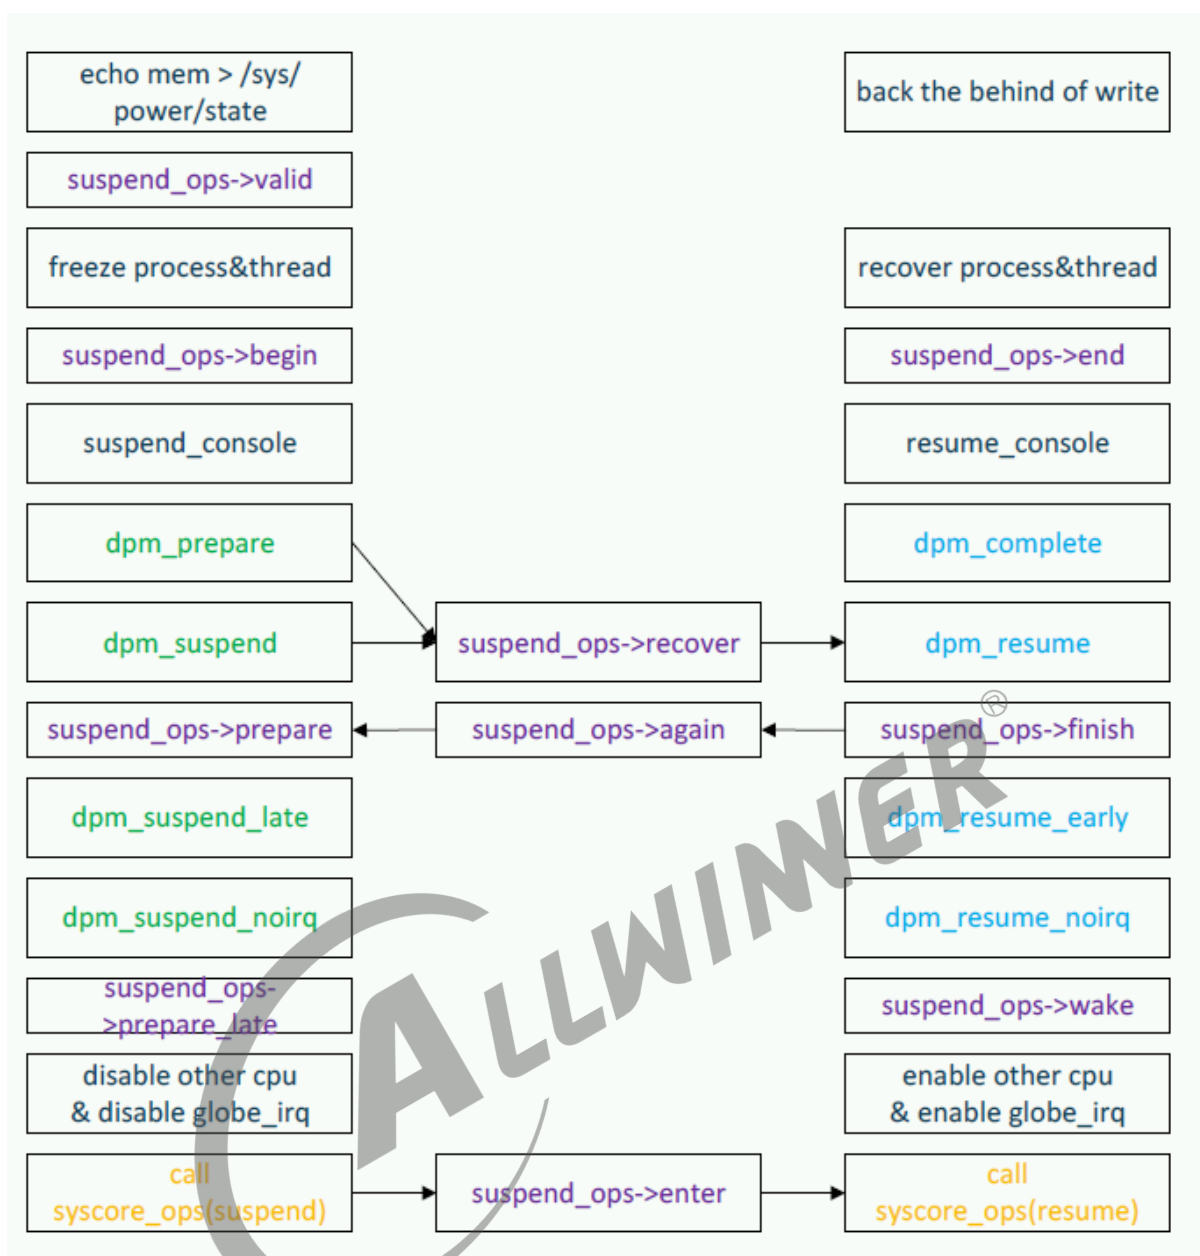 echo mem > /sys/
power/state
back the behind of write
suspend_ops->valid
freeze process&thread
recover process&thread
suspend_ops->begin
suspend_ops->end
suspend_console
resume_console
dpm_prepare
dpm_complete
dpm_suspend
suspend_ops->recover
dpm_resume
suspend_ops->prepare
suspend_ops->again
suspend_ops->finish
dpm_suspend_late
dpm_resume_early
dpm_suspend_noirq
dpm_resume_noirq
suspend_ops-
>prepare_late
suspend_ops->wake
disable other cpu
& disable globe_irq
enable other cpu
& enable globe_irq
call
syscore_ops(suspend)
suspend_ops->enter
call
syscore_ops(resume)
ALLWINNER®